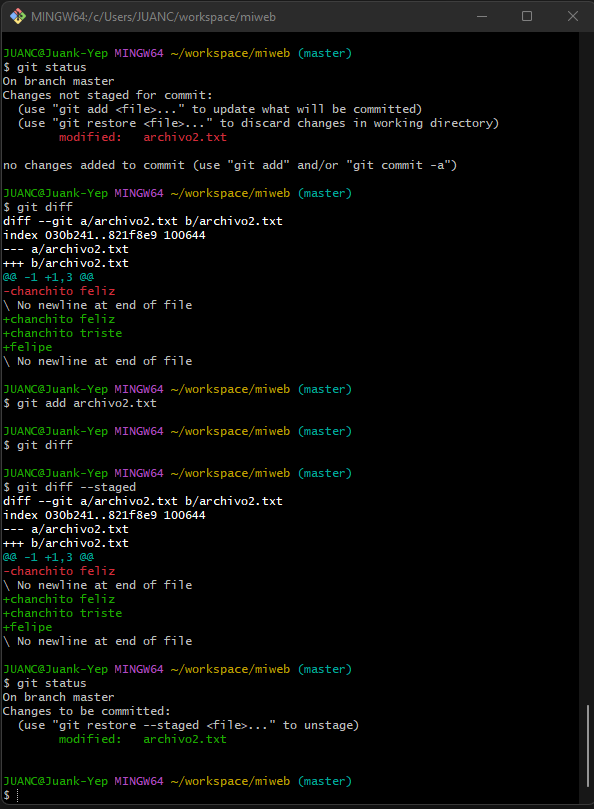 MINGW64:/c/Users/JUANC/workspace/miweb
JUANC@Juank-Yep MINGW64 ~/workspace/miweb (master)
$ git status
On branch master
Changes not staged for commit:
  (use "git add <file>..." to update what will be committed)
  (use "git restore <file>..." to discard changes in working directory)
        modified:   archivo2.txt

no changes added to commit (use "git add" and/or "git commit -a")

JUANC@Juank-Yep MINGW64 ~/workspace/miweb (master)
$ git diff
diff --git a/archivo2.txt b/archivo2.txt
index 030b241..821f8e9 100644
--- a/archivo2.txt
+++ b/archivo2.txt
@@ -1 +1,3 @@
-chanchito feliz
\ No newline at end of file
+chanchito feliz
+chanchito triste
+felipe
\ No newline at end of file

JUANC@Juank-Yep MINGW64 ~/workspace/miweb (master)
$ git add archivo2.txt

JUANC@Juank-Yep MINGW64 ~/workspace/miweb (master)
$ git diff

JUANC@Juank-Yep MINGW64 ~/workspace/miweb (master)
$ git diff --staged
diff --git a/archivo2.txt b/archivo2.txt
index 030b241..821f8e9 100644
--- a/archivo2.txt
+++ b/archivo2.txt
@@ -1 +1,3 @@
-chanchito feliz
\ No newline at end of file
+chanchito feliz
+chanchito triste
+felipe
\ No newline at end of file

JUANC@Juank-Yep MINGW64 ~/workspace/miweb (master)
$ git status
On branch master
Changes to be committed:
  (use "git restore --staged <file>..." to unstage)
        modified:   archivo2.txt


JUANC@Juank-Yep MINGW64 ~/workspace/miweb (master)
$